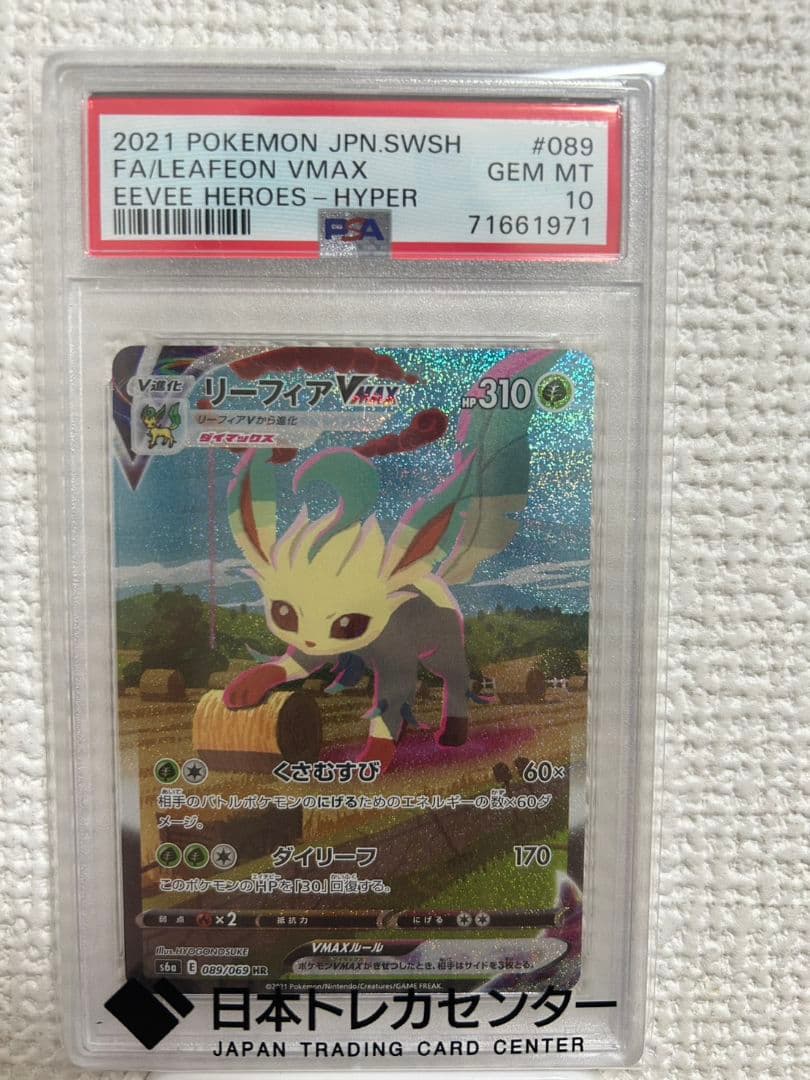 2021 POKEMON JPN.SWSH #089
FA/LEAFEON VMAX GEM MT
EEVEE HEROES-HYPER 10
PSA 71661971
V進化 リーフィアVMAX HP310
リーフィアVから進化
ダイマックス
くさむすび 60×
相手のバトルポケモンのにげるためのエネルギーの数×60ダ
メージ。
ダイリーフ 170
このポケモンのHPを「30」回復する。
弱点 ×2 抵抗力 にげる
Illus.HYOGONOSUKE
VMAXルール
s6a E 089/069 HR
ポケモンVMAXがきぜつしたとき、相手はサイドを3枚とる。
©2021 Pokémon/Nintendo/Creatures/GAME FREAK.
日本トレカセンター
JAPAN TRADING CARD CENTER